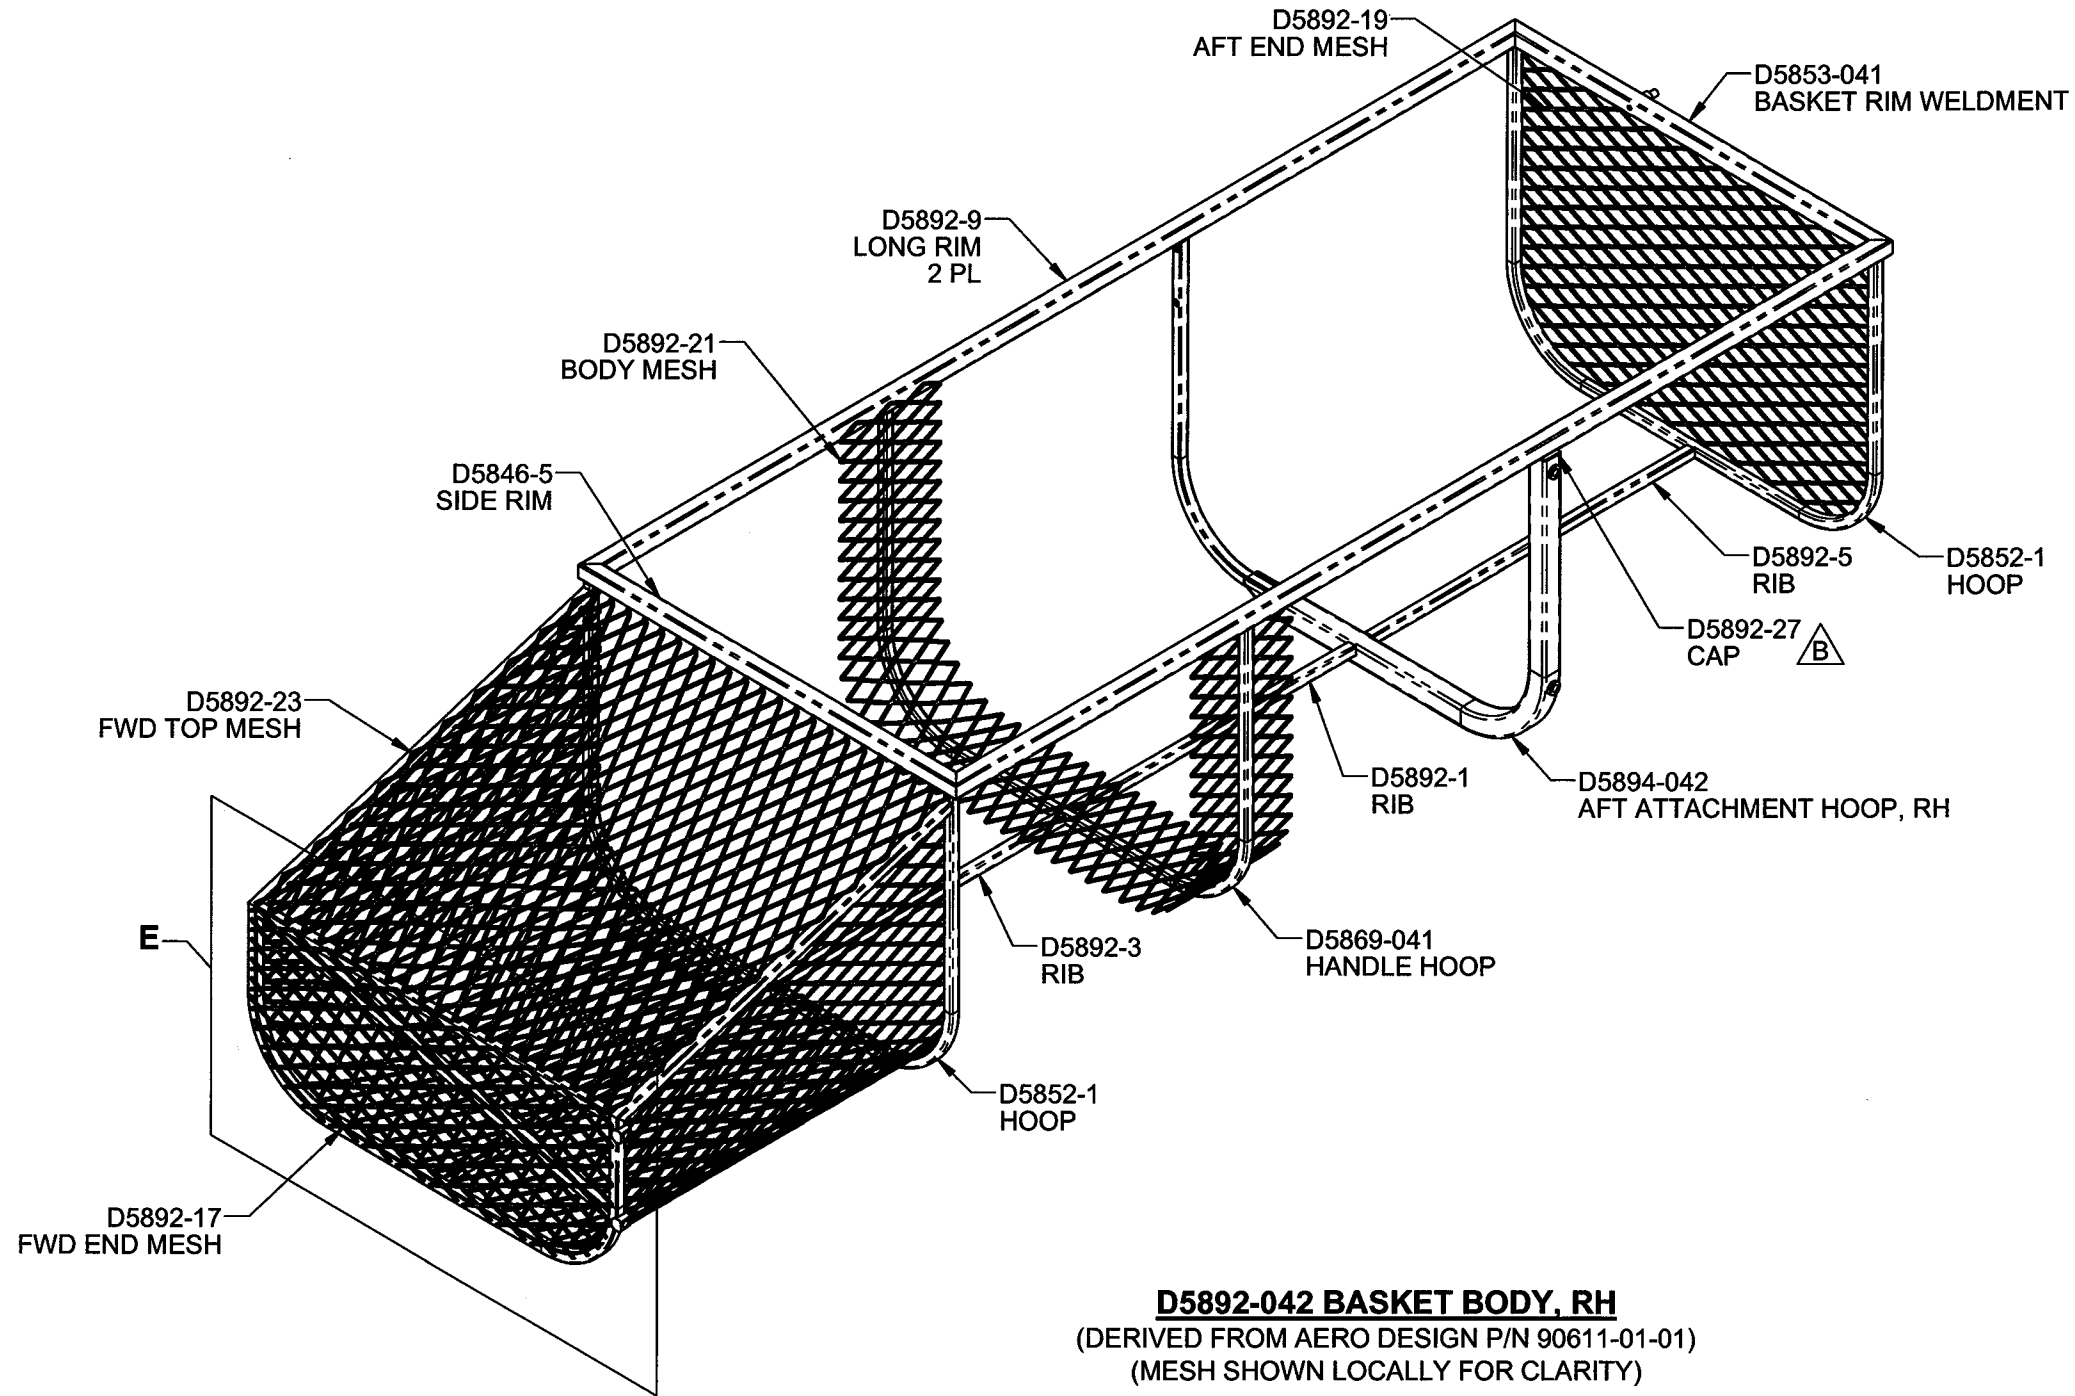 D5892-19
AFT END MESH
D5853-041
BASKET RIM WELDMENT
D5892-9
LONG RIM
2 PL
D5892-21
BODY MESH
D5846-5
SIDE RIM
D5892-5
RIB
D5852-1
HOOP
D5892-27
CAP
B
D5892-23
FWD TOP MESH
D5892-1
RIB
D5894-042
AFT ATTACHMENT HOOP, RH
E
D5892-3
RIB
D5869-041
HANDLE HOOP
D5852-1
HOOP
D5892-17
FWD END MESH
D5892-042 BASKET BODY, RH
(DERIVED FROM AERO DESIGN P/N 90611-01-01)
(MESH SHOWN LOCALLY FOR CLARITY)